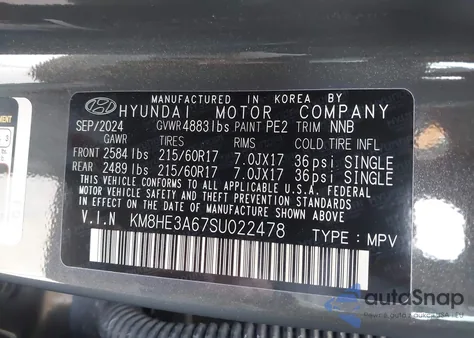 MANUFACTURED IN KOREA BY
HYUNDAI MOTOR COMPANY
SEP/2024 GVWR 4883lbs PAINT PE2 TRIM NNB
GAWR TIRES RIMS COLD TIRE INFL
FRONT 2584lbs 215/60R17 7.0JX17 36psi SINGLE
REAR 2489lbs 215/60R17 7.0JX17 36psi SINGLE
THIS VEHICLE CONFORMS TO ALL APPLICABLE U.S.A. FEDERAL
MOTOR VEHICLE SAFETY AND THEFT PREVENTION STANDARDS
IN EFFECT ON THE DATE OF MANUFACTURE SHOWN ABOVE
V.I.N KM8HE3A67SU022478 TYPE: MPV
autoSnap